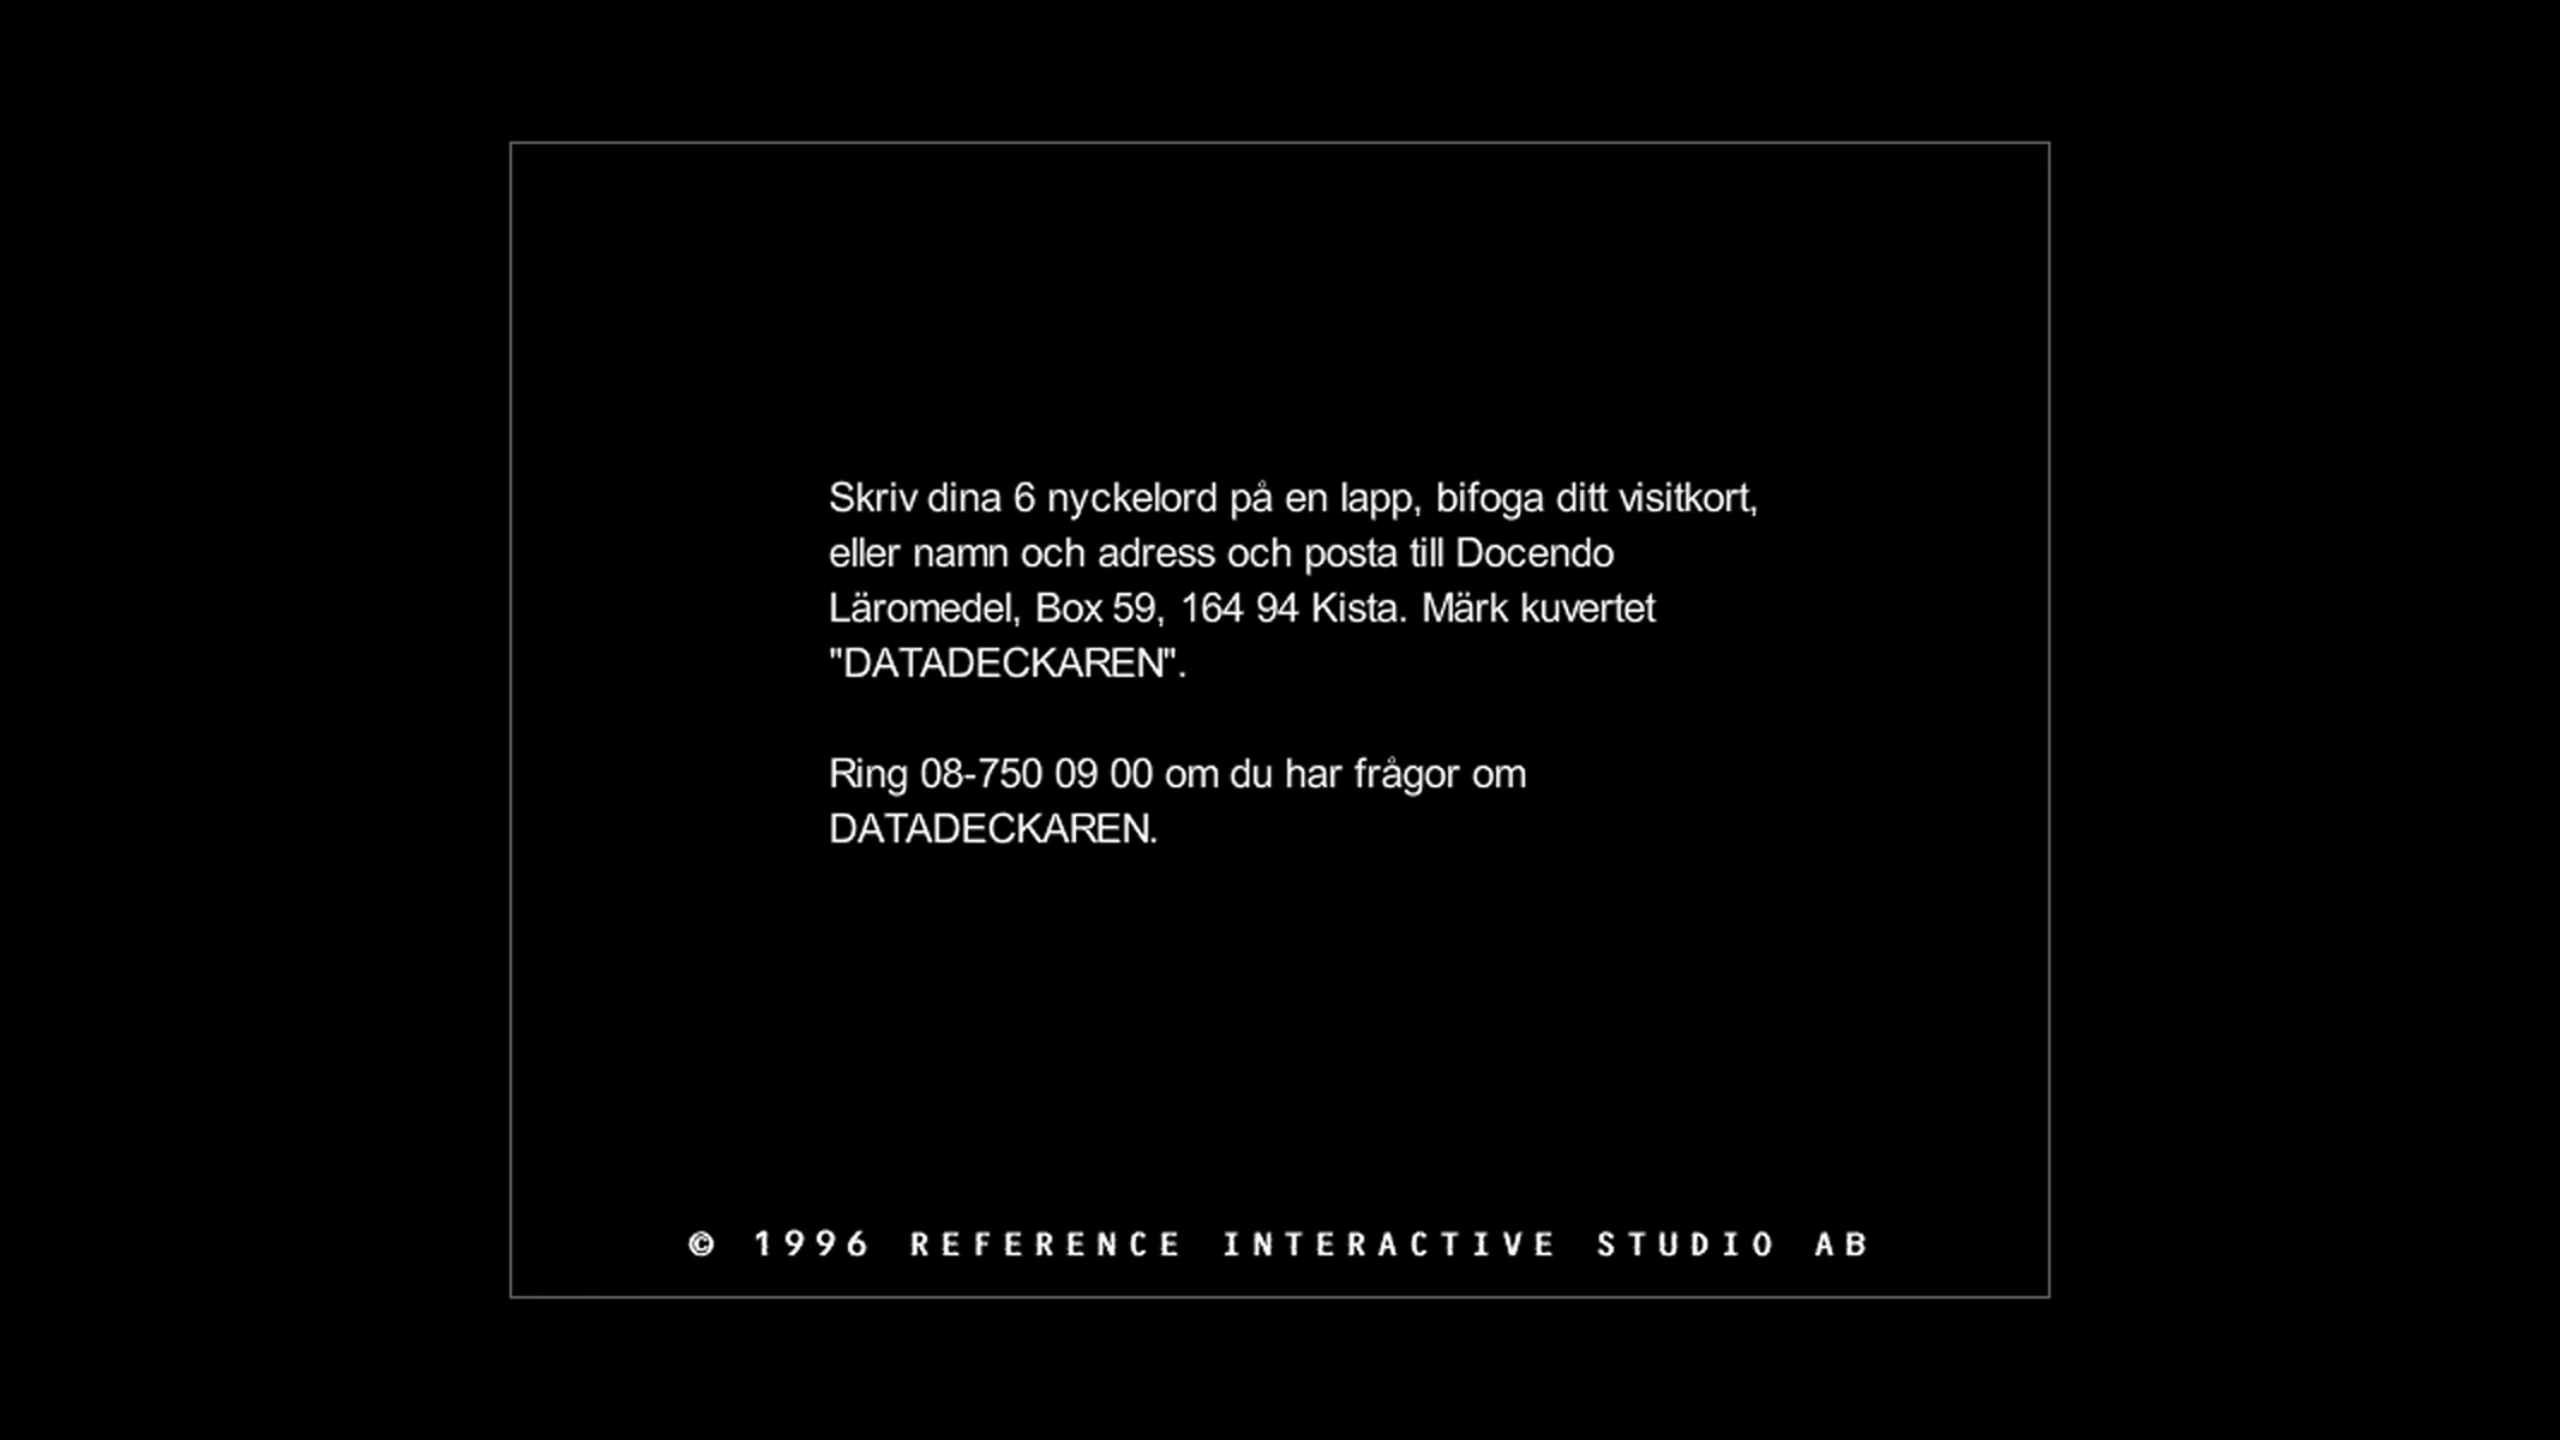 Skriv dina 6 nyckelord på en lapp, bifoga ditt visitkort,
eller namn och adress och posta till Docendo
Läromedel, Box 59, 164 94 Kista. Märk kuvertet
"DATADECKAREN".
Ring 08-750 09 00 om du har frågor om
DATADECKAREN.
© 1996 REFERENCE INTERACTIVE STUDIO AB